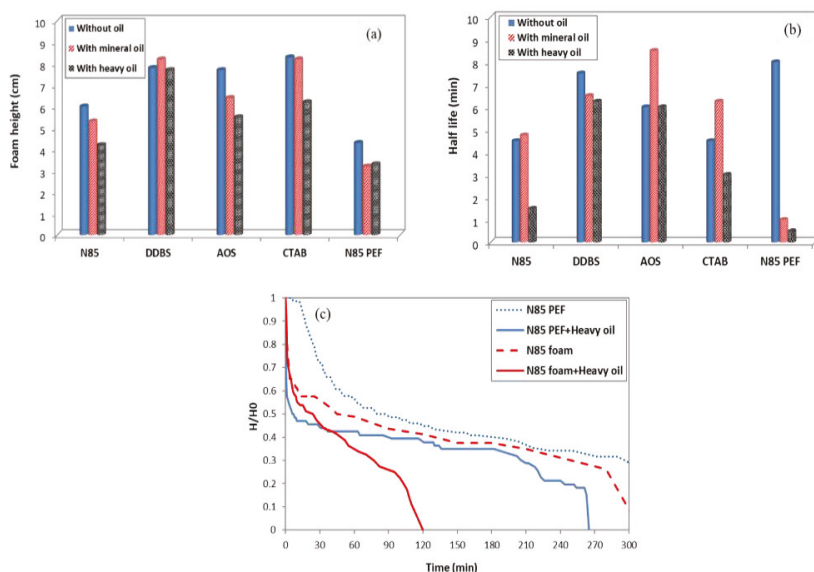 (a)
Without oil
With mineral oil
With heavy oil
Foam height (cm)
10
9
8
7
6
5
4
3
2
1
0
N85 DDBS AOS CTAB N85 PEF
(b)
Without oil
With mineral oil
With heavy oil
Half life (min)
10
9
8
7
6
5
4
3
2
1
0
N85 DDBS AOS CTAB N85 PEF
(c)
N85 PEF
N85 PEF+Heavy oil
N85 foam
N85 foam+Heavy oil
H/H0
1
0.9
0.8
0.7
0.6
0.5
0.4
0.3
0.2
0.1
0
0 30 60 90 120 150 180 210 240 270 300
Time (min)